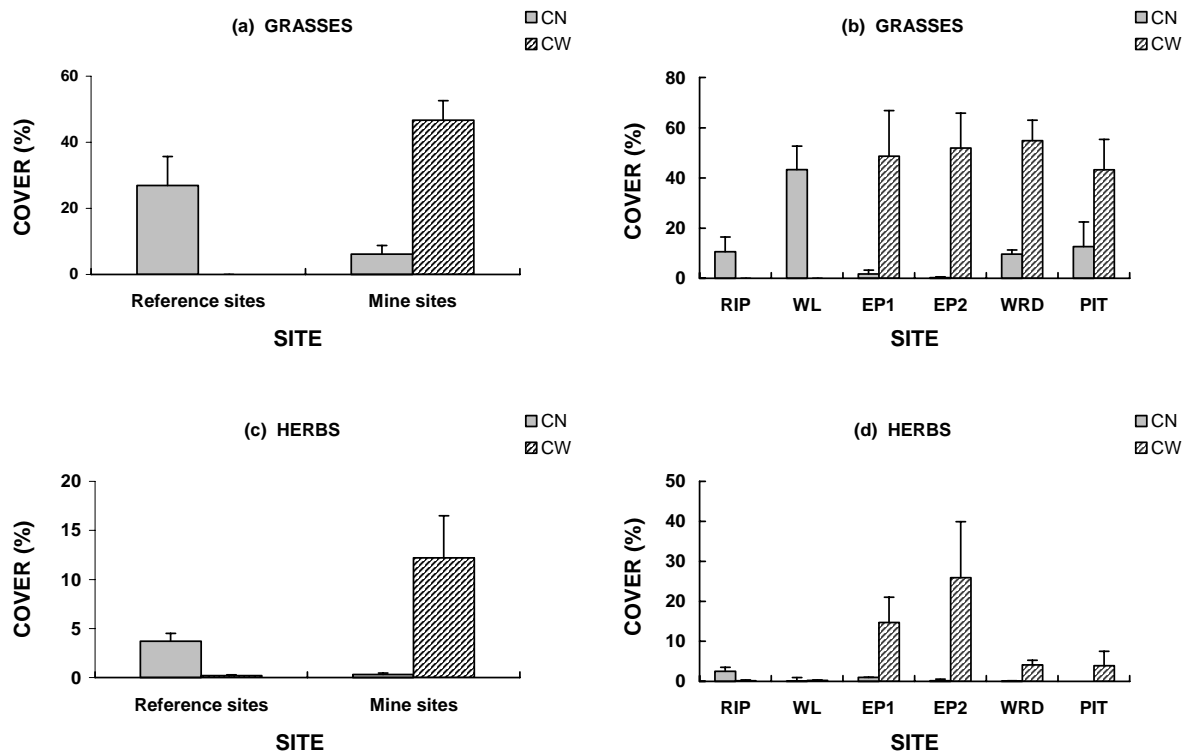 (a) GRASSES
CN
CW
COVER (%)
60
40
20
0
Reference sites Mine sites
SITE
(b) GRASSES
CN
CW
COVER (%)
80
60
40
20
0
RIP WL EP1 EP2 WRD PIT
SITE
(c) HERBS
CN
CW
COVER (%)
20
15
10
5
0
Reference sites Mine sites
SITE
(d) HERBS
CN
CW
COVER (%)
50
40
30
20
10
0
RIP WL EP1 EP2 WRD PIT
SITE